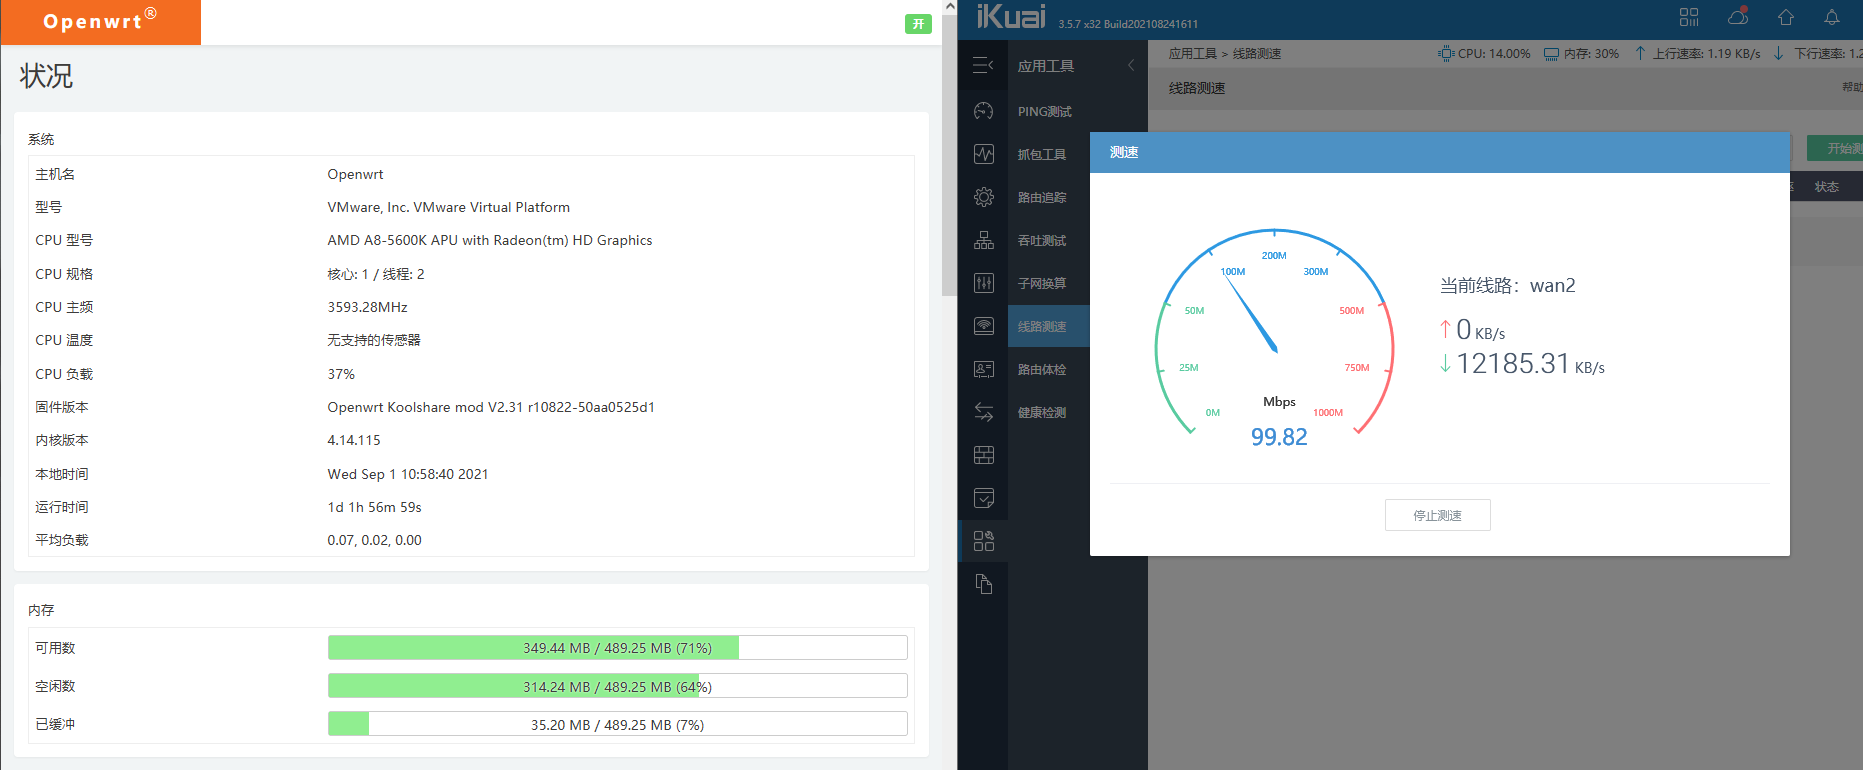 Openwrt®
开
状况
系统
主机名 Openwrt
型号 VMware, Inc. VMware Virtual Platform
CPU 型号 AMD A8-5600K APU with Radeon(tm) HD Graphics
CPU 规格 核心: 1 / 线程: 2
CPU 主频 3593.28MHz
CPU 温度 无支持的传感器
CPU 负载 37%
固件版本 Openwrt Koolshare mod V2.31 r10822-50aa0525d1
内核版本 4.14.115
本地时间 Wed Sep 1 10:58:40 2021
运行时间 1d 1h 56m 59s
平均负载 0.07, 0.02, 0.00
内存
可用数 349.44 MB / 489.25 MB (71%)
空闲数 314.24 MB / 489.25 MB (64%)
已缓冲 35.20 MB / 489.25 MB (7%)
iKuai 3.5.7 x32 Build202108241611
应用工具
PING测试
抓包工具
路由追踪
吞吐测试
子网换算
线路测速
路由体检
健康检测
应用工具 > 线路测速
CPU: 14.00% 内存: 30% 上行速率: 1.19 KB/s 下行速率: 1.2
线路测速
帮助
开始测
状态
测速
0M
25M
50M
100M
200M
300M
500M
750M
1000M
Mbps
99.82
当前线路：wan2
↑0 KB/s
↓12185.31 KB/s
停止测速